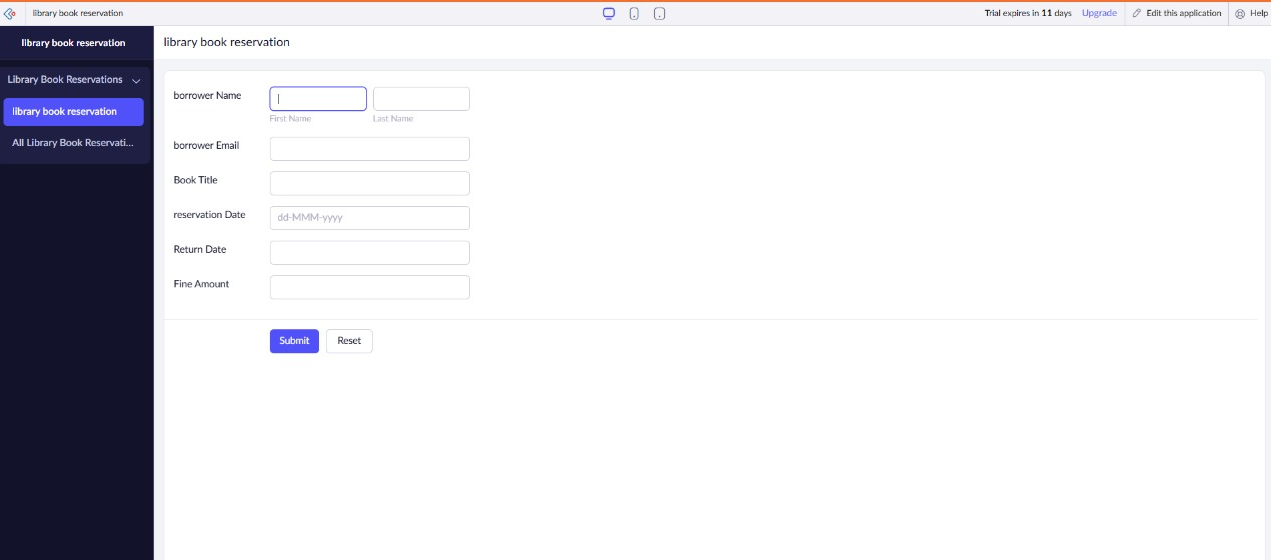 library book reservation
Trial expires in 11 days Upgrade Edit this application Help
library book reservation
library book reservation
Library Book Reservations
library book reservation
All Library Book Reservati...
borrower Name
First Name Last Name
borrower Email
Book Title
reservation Date dd-MMM-yyyy
Return Date
Fine Amount
Submit Reset